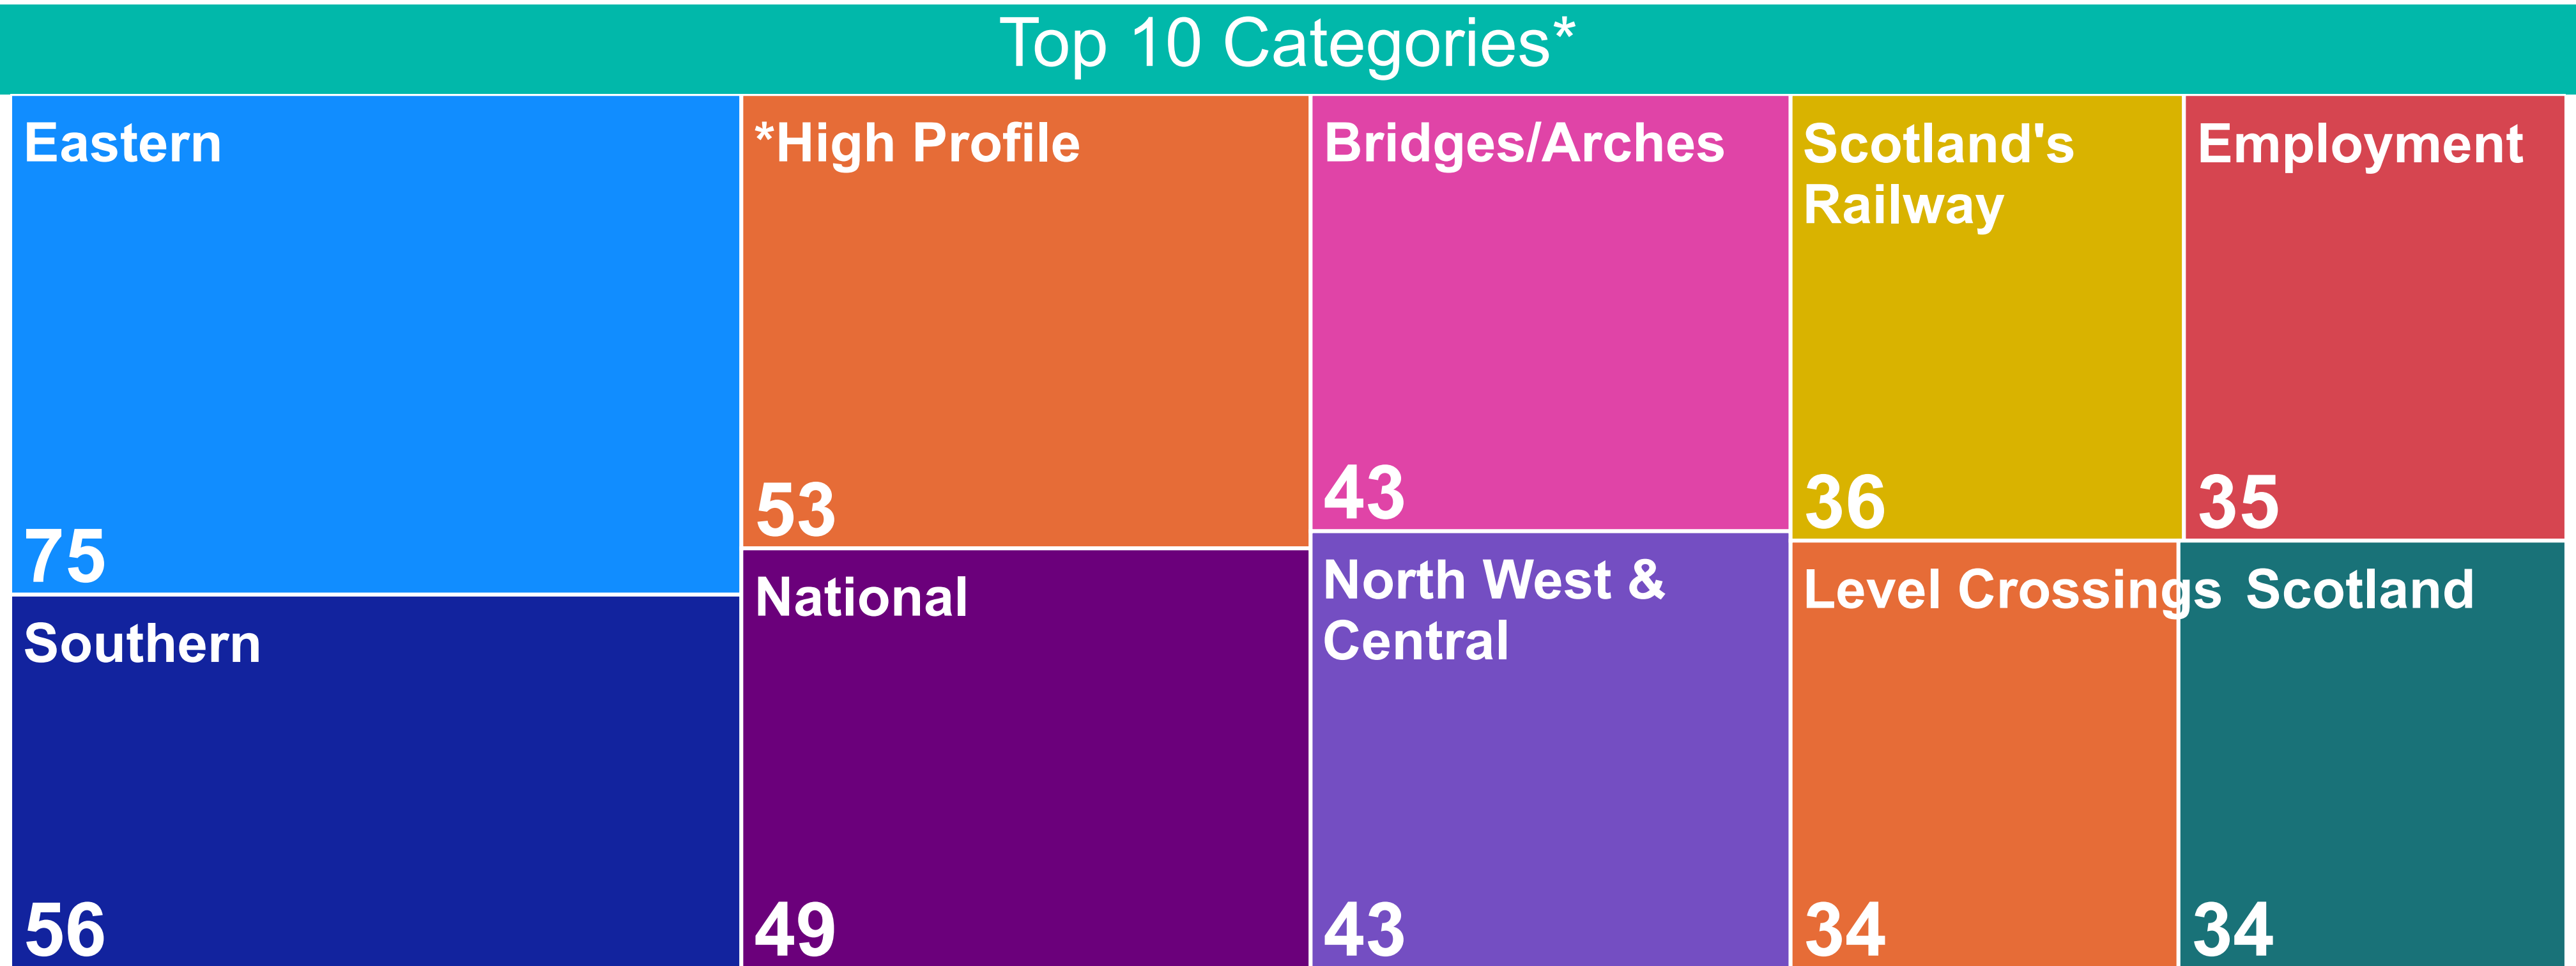 Top 10 Categories*
Eastern
75
Southern
56
*High Profile
53
National
49
Bridges/Arches
43
North West &
Central
43
Scotland's
Railway
36
Employment
35
Level Crossings
34
Scotland
34